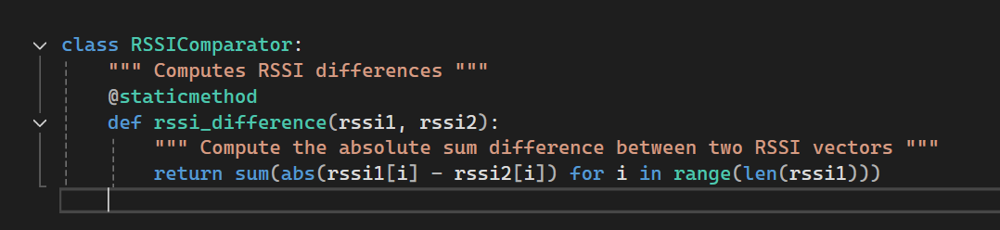 class RSSIComparator:
    """ Computes RSSI differences """
    @staticmethod
    def rssi_difference(rssi1, rssi2):
        """ Compute the absolute sum difference between two RSSI vectors """
        return sum(abs(rssi1[i] - rssi2[i]) for i in range(len(rssi1)))